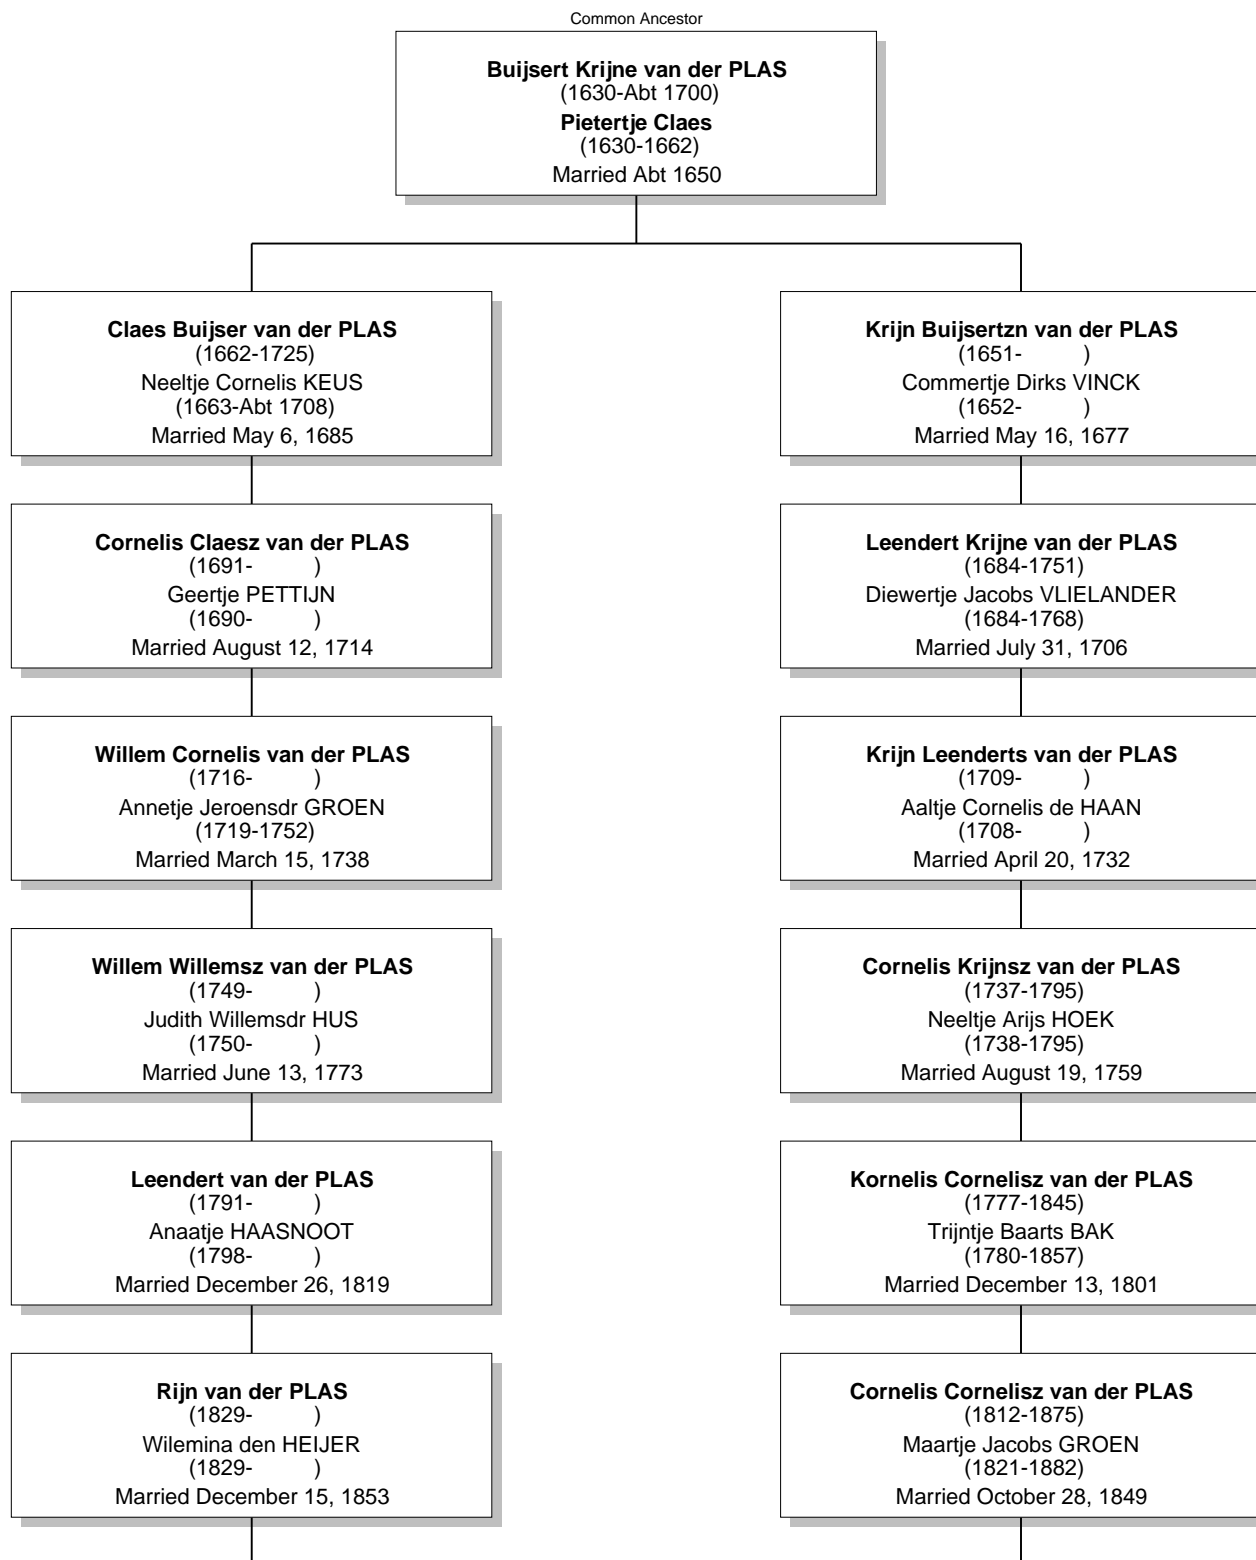 Common Ancestor
Buijsert Krijne van der PLAS
(1630-Abt 1700)
Pietertje Claes
(1630-1662)
Married Abt 1650
Claes Buijser van der PLAS
(1662-1725)
Neeltje Cornelis KEUS
(1663-Abt 1708)
Married May 6, 1685
Krijn Buijsertzn van der PLAS
(1651- )
Commertje Dirks VINCK
(1652- )
Married May 16, 1677
Cornelis Claesz van der PLAS
(1691- )
Geertje PETTIJN
(1690- )
Married August 12, 1714
Leendert Krijne van der PLAS
(1684-1751)
Diewertje Jacobs VLIELANDER
(1684-1768)
Married July 31, 1706
Willem Cornelis van der PLAS
(1716- )
Annetje Jeroensdr GROEN
(1719-1752)
Married March 15, 1738
Krijn Leenderts van der PLAS
(1709- )
Aaltje Cornelis de HAAN
(1708- )
Married April 20, 1732
Willem Willemsz van der PLAS
(1749- )
Judith Willemsdr HUS
(1750- )
Married June 13, 1773
Cornelis Krijnsz van der PLAS
(1737-1795)
Neeltje Arijs HOEK
(1738-1795)
Married August 19, 1759
Leendert van der PLAS
(1791- )
Anaatje HAASNOOT
(1798- )
Married December 26, 1819
Kornelis Cornelisz van der PLAS
(1777-1845)
Trijntje Baarts BAK
(1780-1857)
Married December 13, 1801
Rijn van der PLAS
(1829- )
Wilemina den HEIJER
(1829- )
Married December 15, 1853
Cornelis Cornelisz van der PLAS
(1812-1875)
Maartje Jacobs GROEN
(1821-1882)
Married October 28, 1849